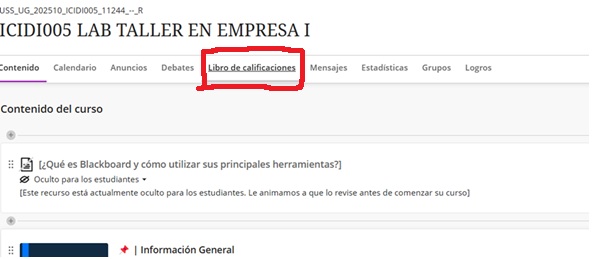 USS_UG_202510_ICIDI005_11244_--_R
ICIDI005 LAB TALLER EN EMPRESA I
Contenido Calendario Anuncios Debates Libro de calificaciones Mensajes Estadísticas Grupos Logros
Contenido del curso
[¿Qué es Blackboard y cómo utilizar sus principales herramientas?]
Oculto para los estudiantes
[Este recurso está actualmente oculto para los estudiantes. Le animamos a que lo revise antes de comenzar su curso]
| Información General